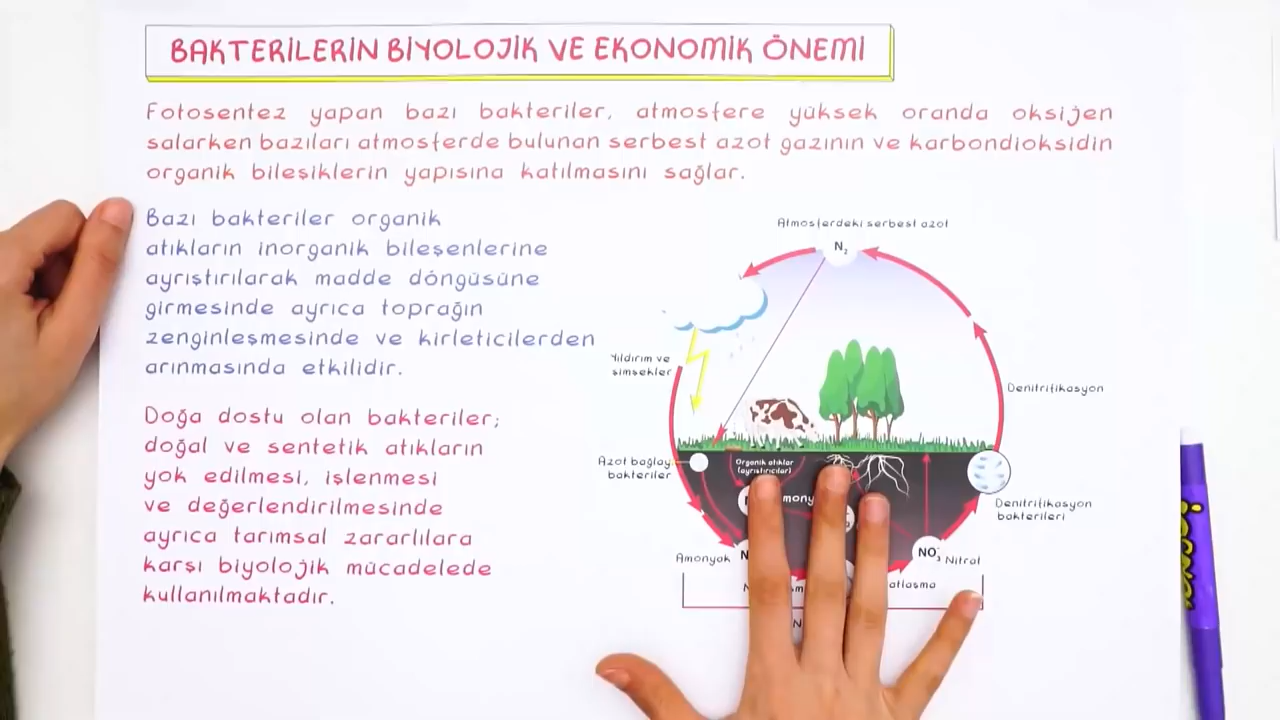 BAKTERİLERİN BİYOLOJİK VE EKONOMİK ÖNEMİ
Fotosentez yapan bazı bakteriler, atmosfere yüksek oranda oksijen
salarken bazıları atmosferde bulunan serbest azot gazının ve karbondioksidin
organik bileşiklerin yapısına katılmasını sağlar.
Bazı bakteriler organik
atıkların inorganik bileşenlerine
ayrıştırılarak madde döngüsüne
girmesinde ayrıca toprağın
zenginleşmesinde ve kirleticilerden
arınmasında etkilidir.
Doğa dostu olan bakteriler;
doğal ve sentetik atıkların
yok edilmesi, işlenmesi
ve değerlendirilmesinde
ayrıca tarımsal zararlılara
karşı biyolojik mücadelede
kullanılmaktadır.
Atmosferdeki serbest azot
N₂
Yıldırım ve
şimşekler
Denitrifikasyon
Azot bağlay
bakteriler
Organik atıklar
(ayrıştırıcılar)
Denitrifikasyon
bakterileri
Amonyak
NO₃⁻ Nitrat